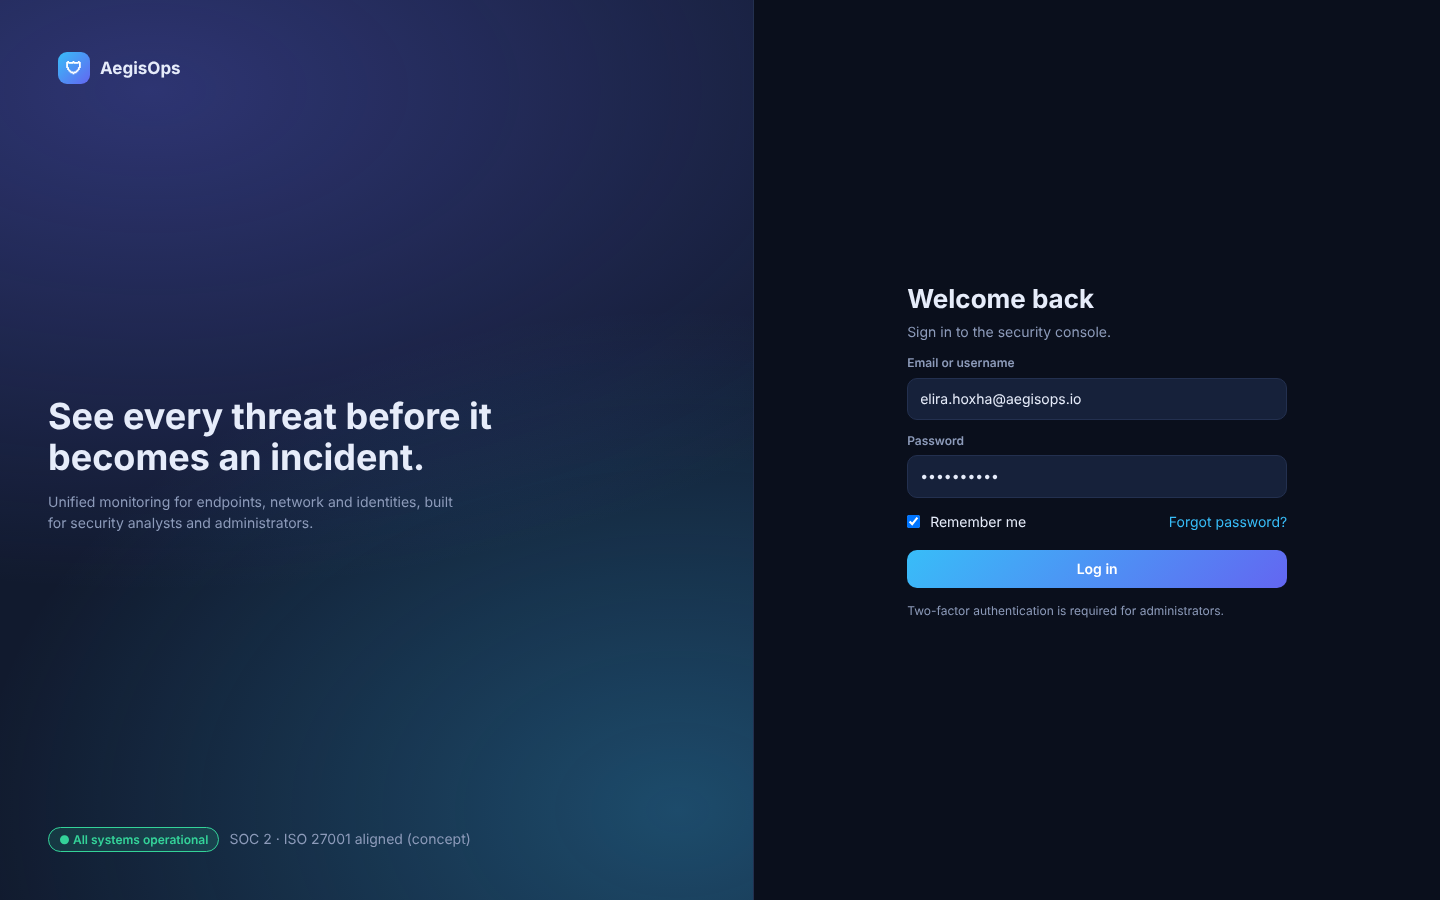 AegisOps
See every threat before it
becomes an incident.
Unified monitoring for endpoints, network and identities, built
for security analysts and administrators.
All systems operational
SOC 2 · ISO 27001 aligned (concept)
Welcome back
Sign in to the security console.
Email or username
elira.hoxha@aegisops.io
Password
••••••••••
Remember me
Forgot password?
Log in
Two-factor authentication is required for administrators.